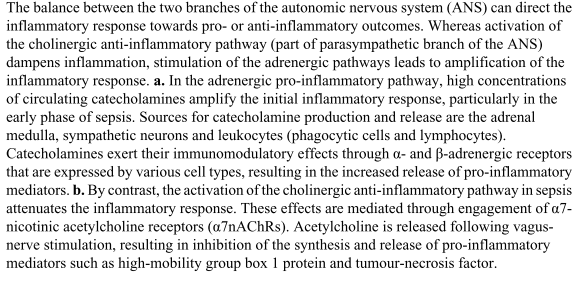 The balance between the two branches of the autonomic nervous system (ANS) can direct the
inflammatory response towards pro- or anti-inflammatory outcomes. Whereas activation of
the cholinergic anti-inflammatory pathway (part of parasympathetic branch of the ANS)
dampens inflammation, stimulation of the adrenergic pathways leads to amplification of the
inflammatory response. a. In the adrenergic pro-inflammatory pathway, high concentrations
of circulating catecholamines amplify the initial inflammatory response, particularly in the
early phase of sepsis. Sources for catecholamine production and release are the adrenal
medulla, sympathetic neurons and leukocytes (phagocytic cells and lymphocytes).
Catecholamines exert their immunomodulatory effects through α- and β-adrenergic receptors
that are expressed by various cell types, resulting in the increased release of pro-inflammatory
mediators. b. By contrast, the activation of the cholinergic anti-inflammatory pathway in sepsis
attenuates the inflammatory response. These effects are mediated through engagement of α7-
nicotinic acetylcholine receptors (α7nAChRs). Acetylcholine is released following vagus-
nerve stimulation, resulting in inhibition of the synthesis and release of pro-inflammatory
mediators such as high-mobility group box 1 protein and tumour-necrosis factor.